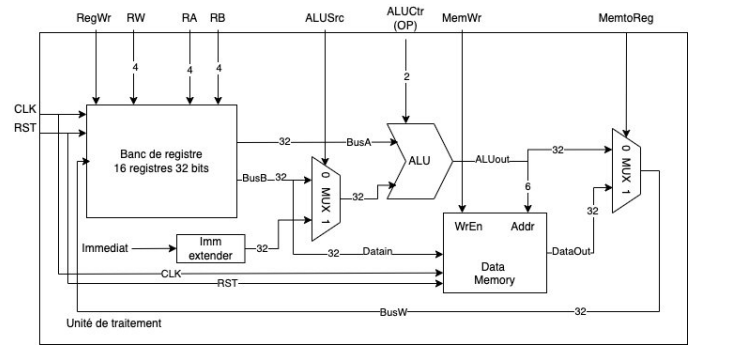 RegWr RW RA RB ALUSrc ALUCtr MemWr MemtoReg
(OP)
4 4 4 2
CLK
RST
Banc de registre
16 registres 32 bits
32 BusA
ALU
ALUout
32
0 MUX 1
BusB 32
0 MUX 1
32
6
32
WrEn Addr
Immediat
Imm
extender
32
32 Datain
DataOut
Data
Memory
CLK
RST
BusW 32
Unité de traitement